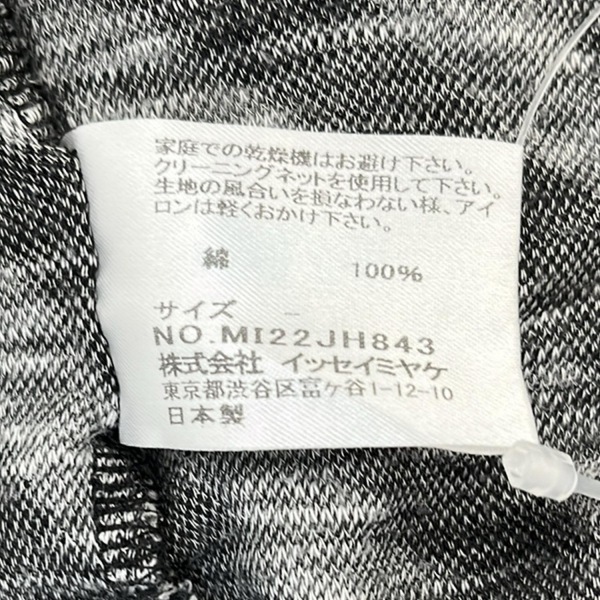 家庭での乾燥機はお避け下さい。
クリーニングネットを使用して下さい。
生地の風合いを損なわない様、アイ
ロンは軽くおかけ下さい。
綿 100%
サイズ －
NO.MI22JH843
株式会社 イッセイミヤケ
東京都渋谷区富ケ谷1-12-10
日本製